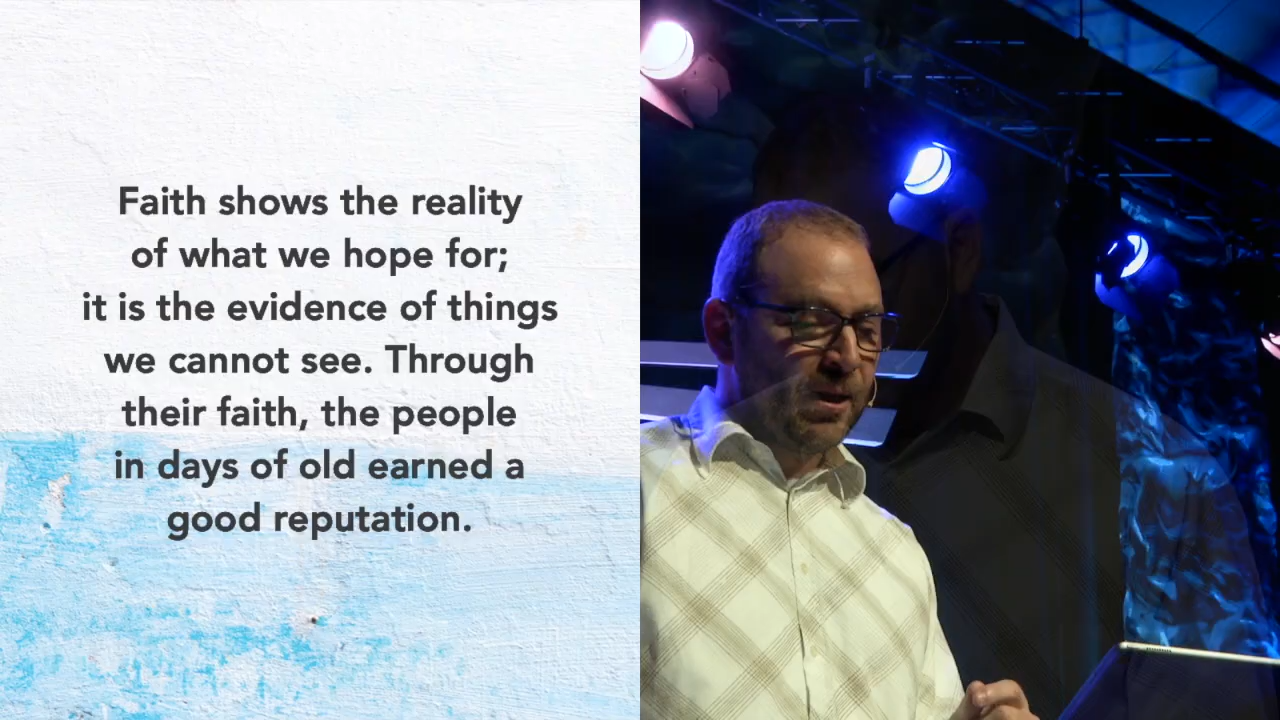 Faith shows the reality
of what we hope for;
it is the evidence of things
we cannot see. Through
their faith, the people
in days of old earned a
good reputation.